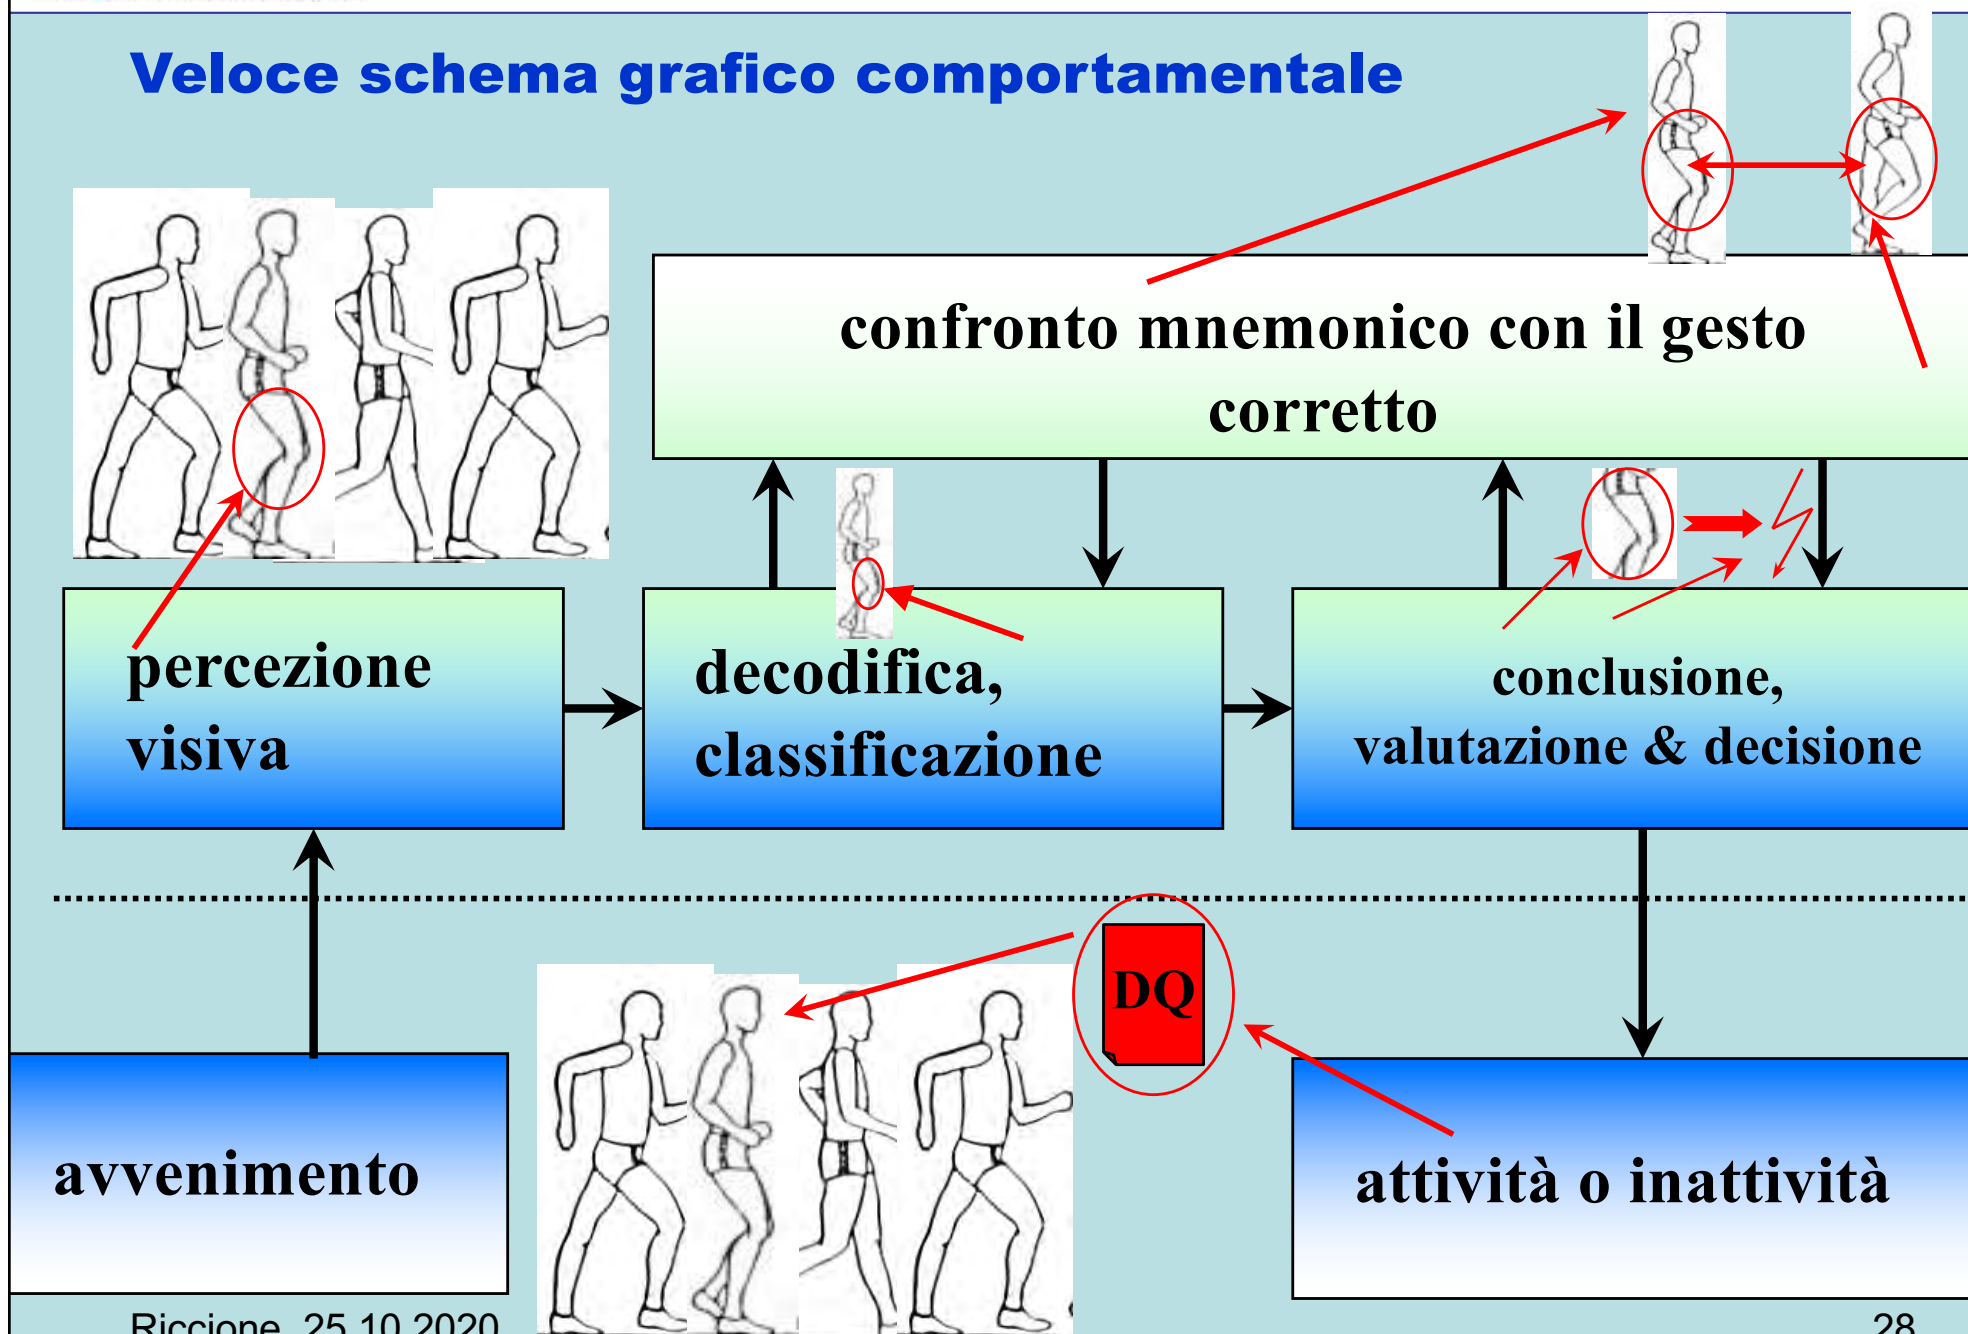 Veloce schema grafico comportamentale
confronto mnemonico con il gesto
corretto
percezione
visiva
decodifica,
classificazione
conclusione,
valutazione & decisione
DQ
avvenimento
attività o inattività
Riccione, 25.10.2020
28